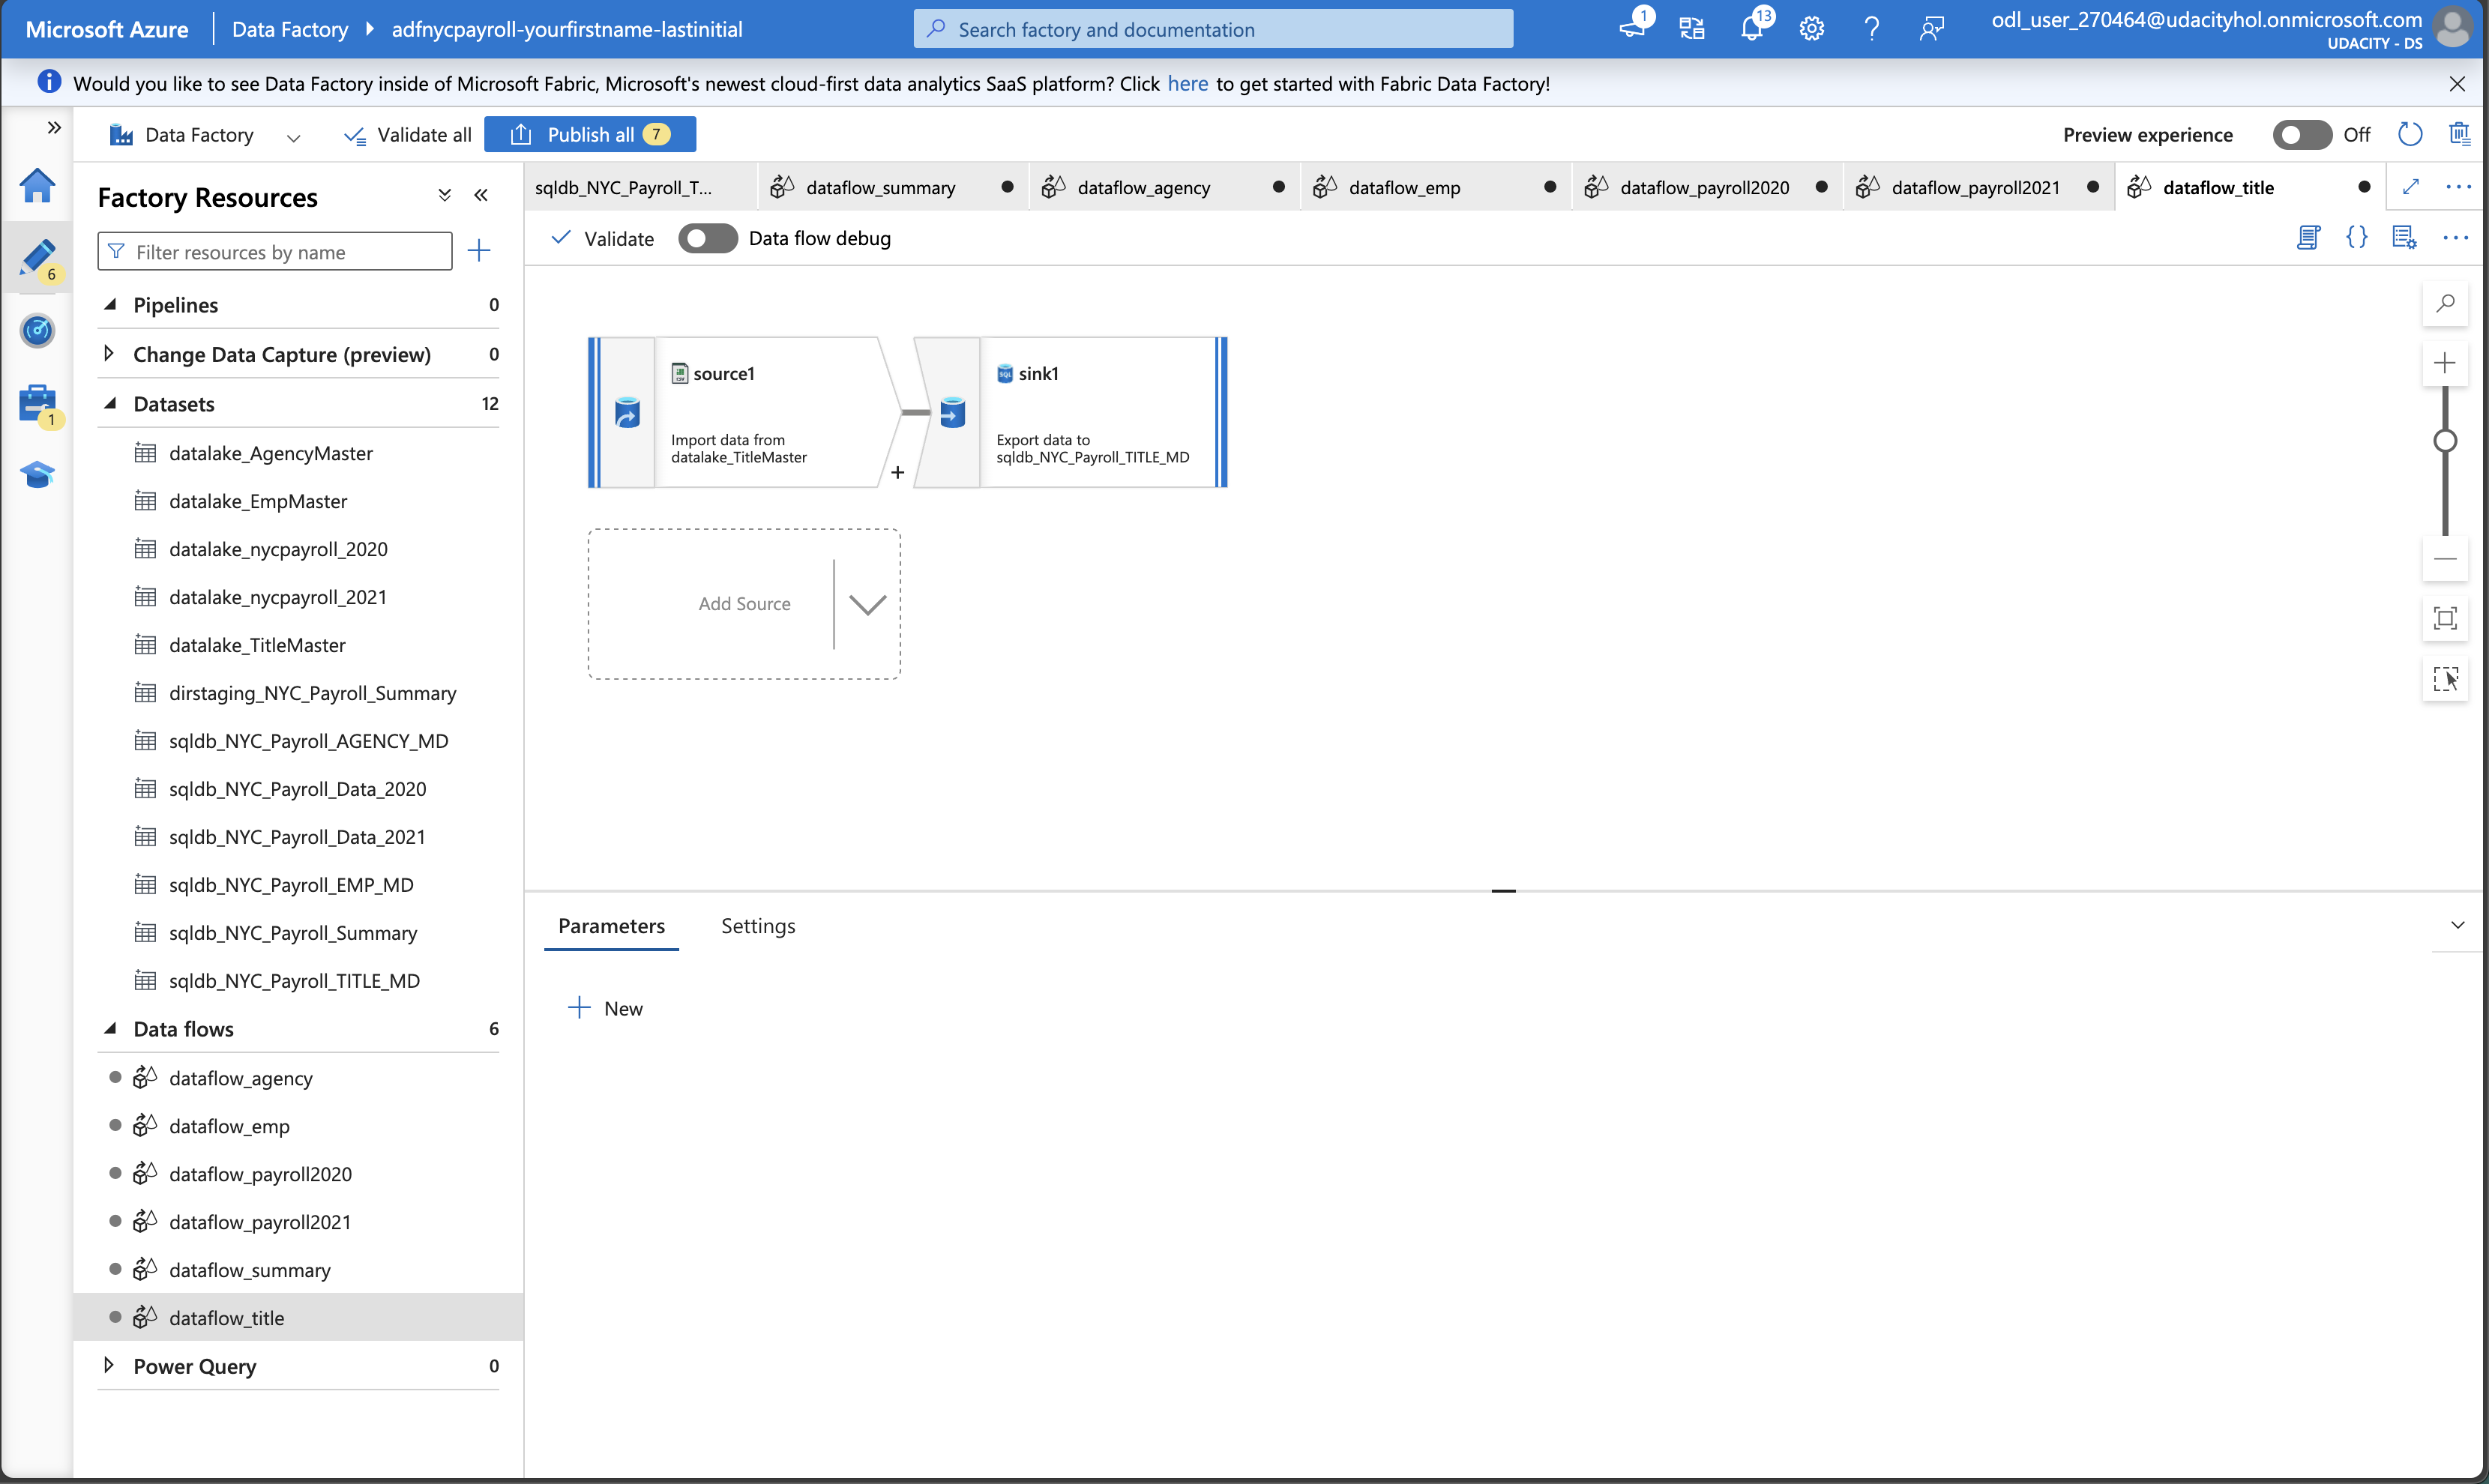 Microsoft Azure
Data Factory
adfnycpayroll-yourfirstname-lastinitial
Search factory and documentation
1
13
odl_user_270464@udacityhol.onmicrosoft.com
UDACITY - DS
Would you like to see Data Factory inside of Microsoft Fabric, Microsoft's newest cloud-first data analytics SaaS platform? Click here to get started with Fabric Data Factory!
Data Factory
Validate all
Publish all 7
Preview experience
Off
6
1
Factory Resources
Filter resources by name
Pipelines 0
Change Data Capture (preview) 0
Datasets 12
datalake_AgencyMaster
datalake_EmpMaster
datalake_nycpayroll_2020
datalake_nycpayroll_2021
datalake_TitleMaster
dirstaging_NYC_Payroll_Summary
sqldb_NYC_Payroll_AGENCY_MD
sqldb_NYC_Payroll_Data_2020
sqldb_NYC_Payroll_Data_2021
sqldb_NYC_Payroll_EMP_MD
sqldb_NYC_Payroll_Summary
sqldb_NYC_Payroll_TITLE_MD
Data flows 6
dataflow_agency
dataflow_emp
dataflow_payroll2020
dataflow_payroll2021
dataflow_summary
dataflow_title
Power Query 0
sqldb_NYC_Payroll_T...
dataflow_summary
dataflow_agency
dataflow_emp
dataflow_payroll2020
dataflow_payroll2021
dataflow_title
Validate
Data flow debug
source1
Import data from
datalake_TitleMaster
sink1
SQL
Export data to
sqldb_NYC_Payroll_TITLE_MD
Add Source
Parameters
Settings
New